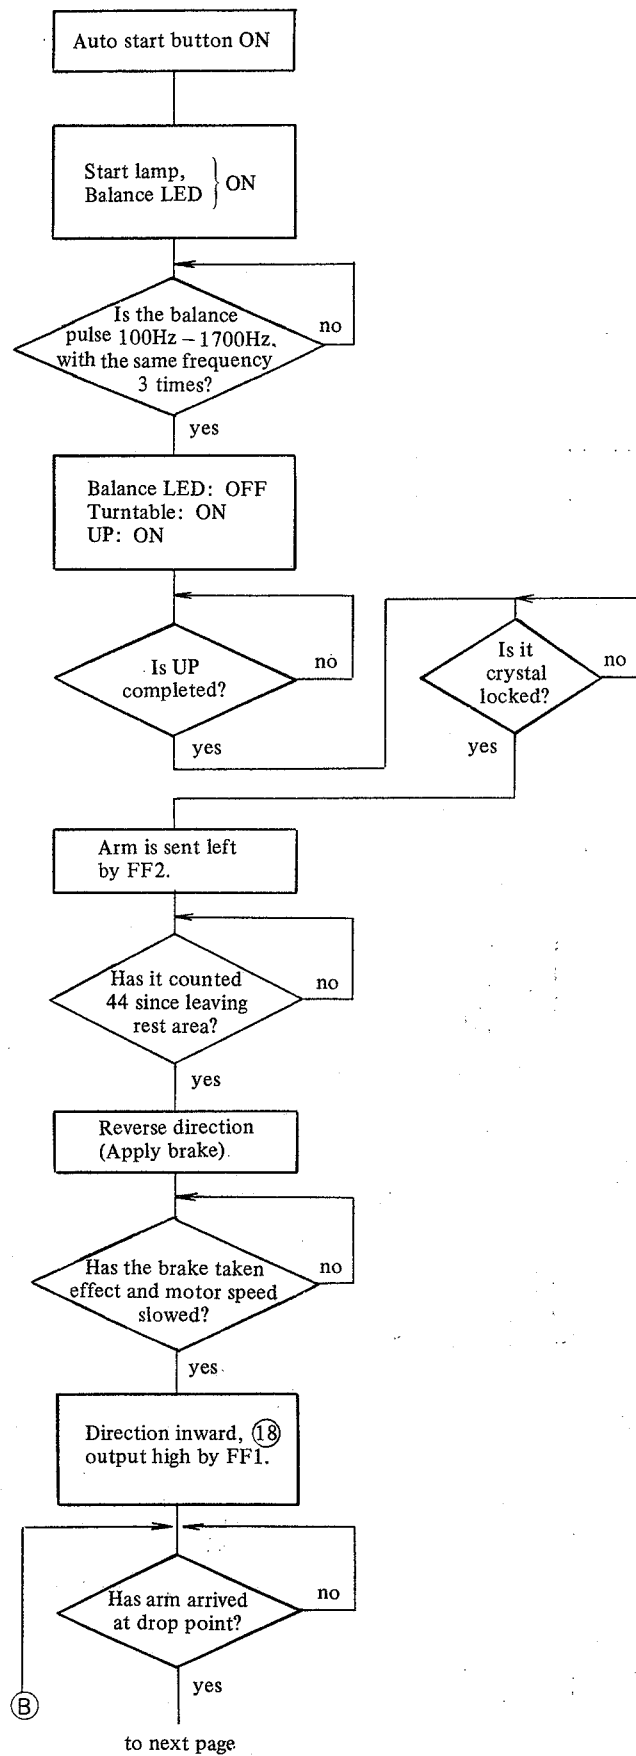 Auto start button ON
Start lamp,
Balance LED
ON
Is the balance
pulse 100Hz – 1700Hz,
with the same frequency
3 times?
no
yes
Balance LED: OFF
Turntable: ON
UP: ON
Is UP
completed?
no
yes
Is it
crystal
locked?
no
yes
Arm is sent left
by FF2.
Has it counted
44 since leaving
rest area?
no
yes
Reverse direction
(Apply brake)
Has the brake taken
effect and motor speed
slowed?
no
yes
Direction inward, ⑱
output high by FF1.
Has arm arrived
at drop point?
no
yes
Ⓑ
to next page